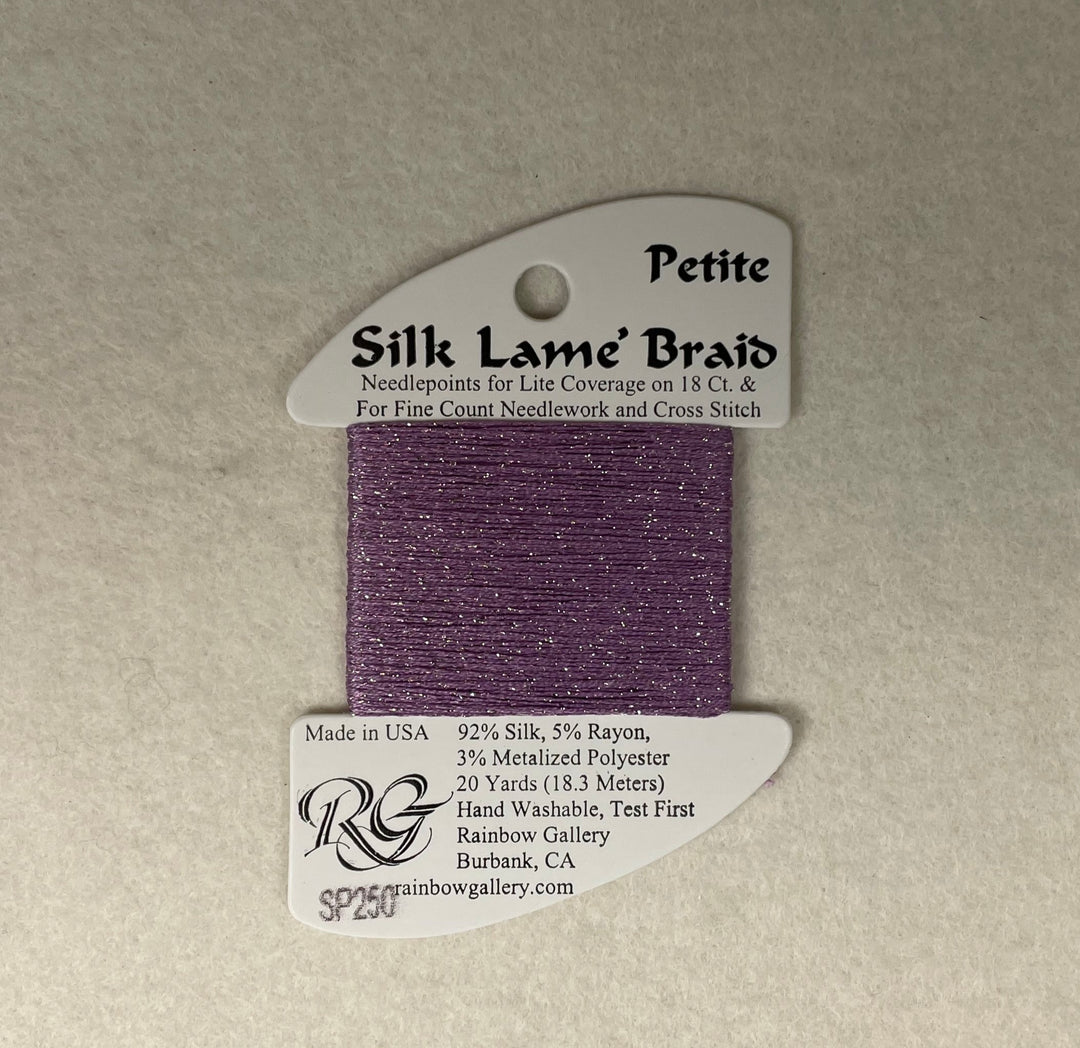 Petite
Silk Lame' Braid
Needlepoints for Lite Coverage on 18 Ct. &
For Fine Count Needlework and Cross Stitch
Made in USA
RG
92% Silk, 5% Rayon,
3% Metalized Polyester
20 Yards (18.3 Meters)
Hand Washable, Test First
Rainbow Gallery
Burbank, CA
rainbowgallery.com
SP250